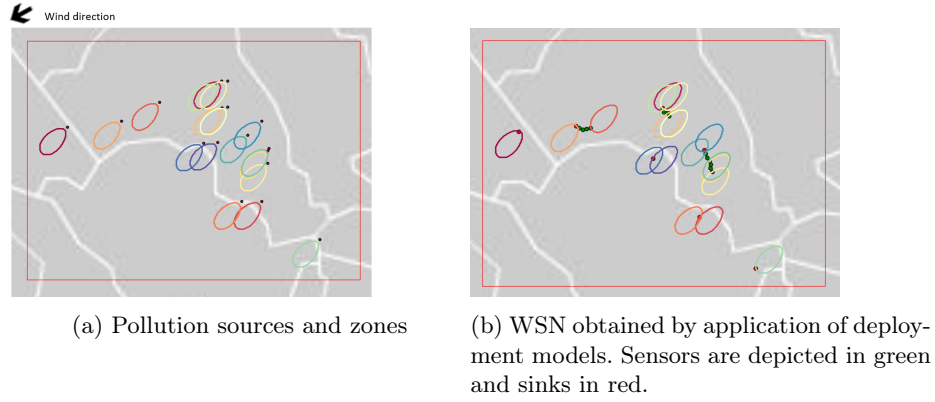 Wind direction
(a) Pollution sources and zones
(b) WSN obtained by application of deploy-
ment models. Sensors are depicted in green
and sinks in red.